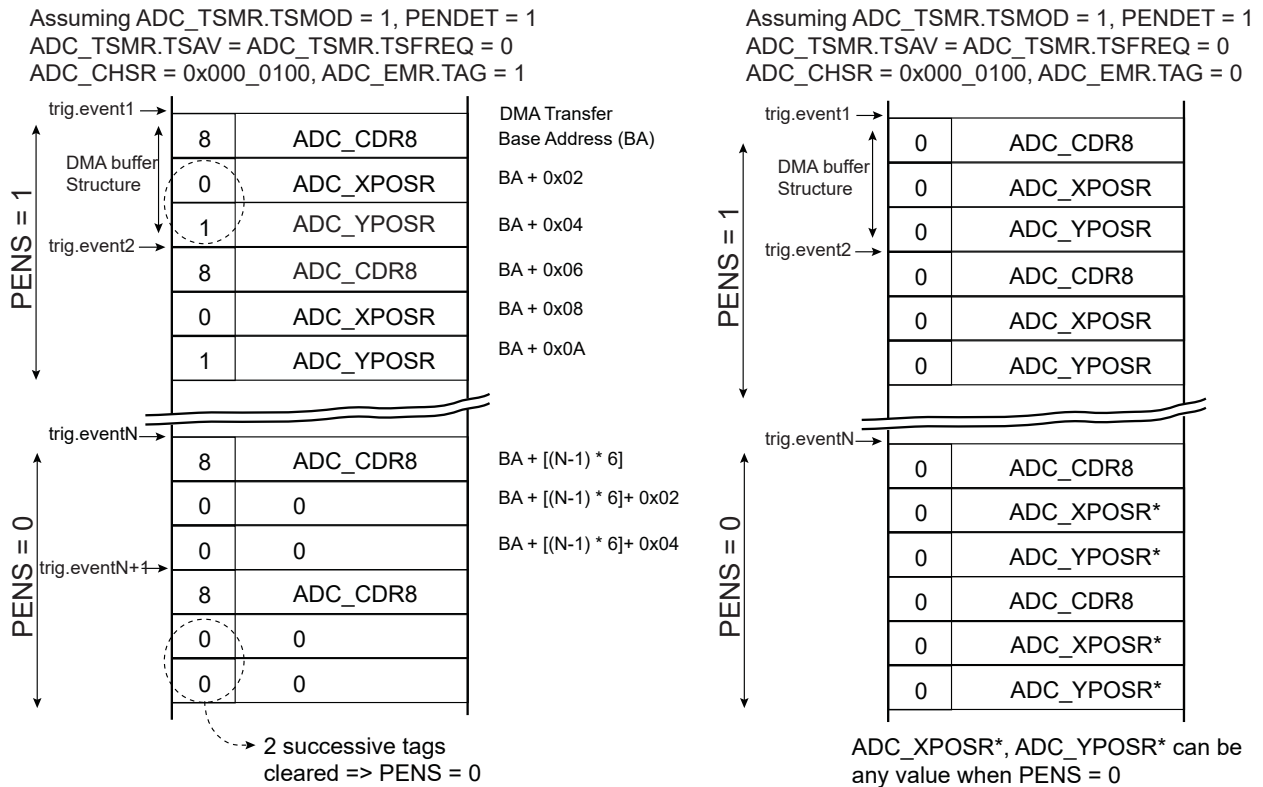 Assuming ADC_TSMR.TSMOD = 1, PENDET = 1
ADC_TSMR.TSAV = ADC_TSMR.TSFREQ = 0
ADC_CHSR = 0x000_0100, ADC_EMR.TAG = 1
trig.event1
DMA Transfer
Base Address (BA)
8 ADC_CDR8
DMA buffer
Structure
0 ADC_XPOSR BA + 0x02
1 ADC_YPOSR BA + 0x04
PENS = 1
trig.event2
8 ADC_CDR8 BA + 0x06
0 ADC_XPOSR BA + 0x08
1 ADC_YPOSR BA + 0x0A
trig.eventN
8 ADC_CDR8 BA + [(N-1) * 6]
0 0 BA + [(N-1) * 6]+ 0x02
0 0 BA + [(N-1) * 6]+ 0x04
PENS = 0
trig.eventN+1
8 ADC_CDR8
0 0
0 0
2 successive tags
cleared => PENS = 0
Assuming ADC_TSMR.TSMOD = 1, PENDET = 1
ADC_TSMR.TSAV = ADC_TSMR.TSFREQ = 0
ADC_CHSR = 0x000_0100, ADC_EMR.TAG = 0
trig.event1
0 ADC_CDR8
DMA buffer
Structure
0 ADC_XPOSR
0 ADC_YPOSR
PENS = 1
trig.event2
0 ADC_CDR8
0 ADC_XPOSR
0 ADC_YPOSR
trig.eventN
0 ADC_CDR8
0 ADC_XPOSR*
0 ADC_YPOSR*
PENS = 0
0 ADC_CDR8
0 ADC_XPOSR*
0 ADC_YPOSR*
ADC_XPOSR*, ADC_YPOSR* can be
any value when PENS = 0